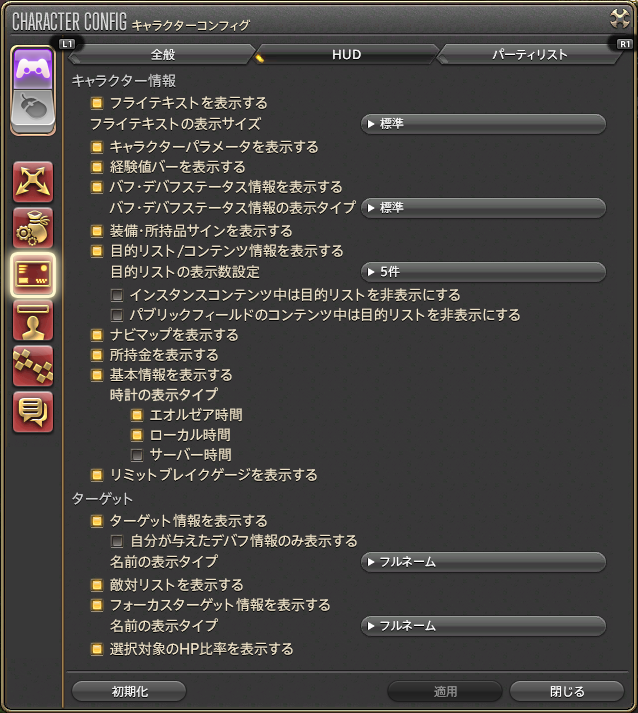 CHARACTER CONFIG キャラクターコンフィグ
L1 R1
全般 HUD パーティリスト
キャラクター情報
フライテキストを表示する
フライテキストの表示サイズ ▶ 標準
キャラクターパラメータを表示する
経験値バーを表示する
バフ・デバフステータス情報を表示する
バフ・デバフステータス情報の表示タイプ ▶ 標準
装備・所持品サインを表示する
目的リスト/コンテンツ情報を表示する
目的リストの表示数設定 ▶ 5件
インスタンスコンテンツ中は目的リストを非表示にする
パブリックフィールドのコンテンツ中は目的リストを非表示にする
ナビマップを表示する
所持金を表示する
基本情報を表示する
時計の表示タイプ
エオルゼア時間
ローカル時間
サーバー時間
リミットブレイクゲージを表示する
ターゲット
ターゲット情報を表示する
自分が与えたデバフ情報のみ表示する
名前の表示タイプ ▶ フルネーム
敵対リストを表示する
フォーカスターゲット情報を表示する
名前の表示タイプ ▶ フルネーム
選択対象のHP比率を表示する
初期化 適用 閉じる